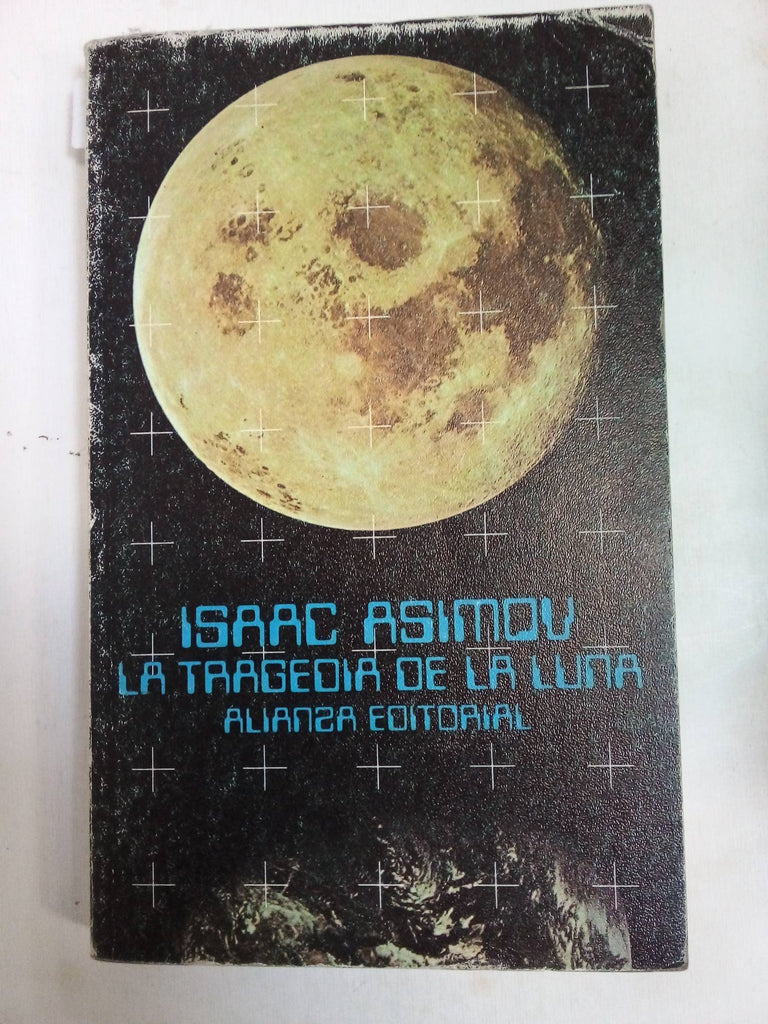 ISAAC ASIMOV
LA TRAGEDIA DE LA LUNA
ALIANZA EDITORIAL